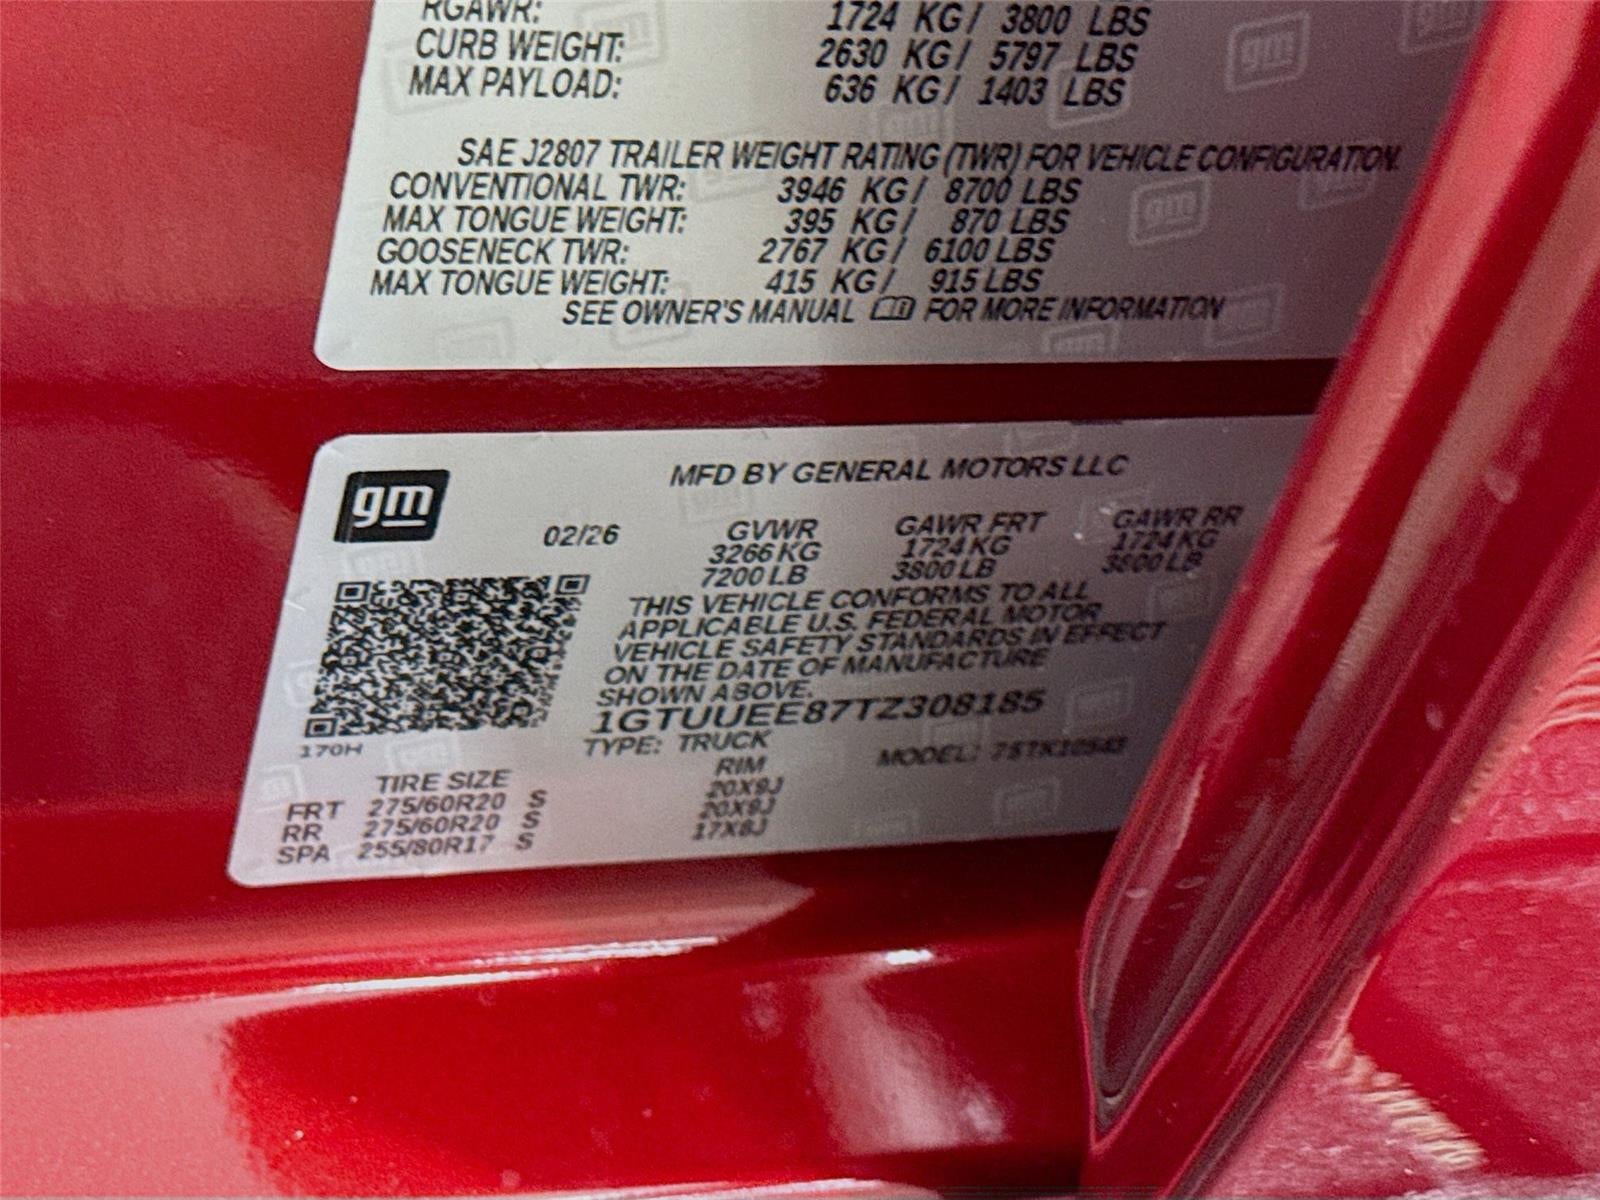 RGAWR: 1724 KG / 3800 LBS
CURB WEIGHT: 2630 KG / 5797 LBS
MAX PAYLOAD: 636 KG / 1403 LBS
SAE J2807 TRAILER WEIGHT RATING (TWR) FOR VEHICLE CONFIGURATION.
CONVENTIONAL TWR: 3946 KG / 8700 LBS
MAX TONGUE WEIGHT: 395 KG / 870 LBS
GOOSENECK TWR: 2767 KG / 6100 LBS
MAX TONGUE WEIGHT: 415 KG / 915 LBS
SEE OWNER'S MANUAL FOR MORE INFORMATION
gm
MFD BY GENERAL MOTORS LLC
02/26 GVWR GAWR FRT GAWR RR
3266 KG 1724 KG 1724 KG
7200 LB 3800 LB 3800 LB
THIS VEHICLE CONFORMS TO ALL
APPLICABLE U.S. FEDERAL MOTOR
VEHICLE SAFETY STANDARDS IN EFFECT
ON THE DATE OF MANUFACTURE
SHOWN ABOVE.
1GTUUEE87TZ308185
170H
TYPE: TRUCK MODEL:
TIRE SIZE RIM
FRT 275/60R20 S 20X9J
RR 275/60R20 S 20X9J
SPA 255/80R17 S 17X8J